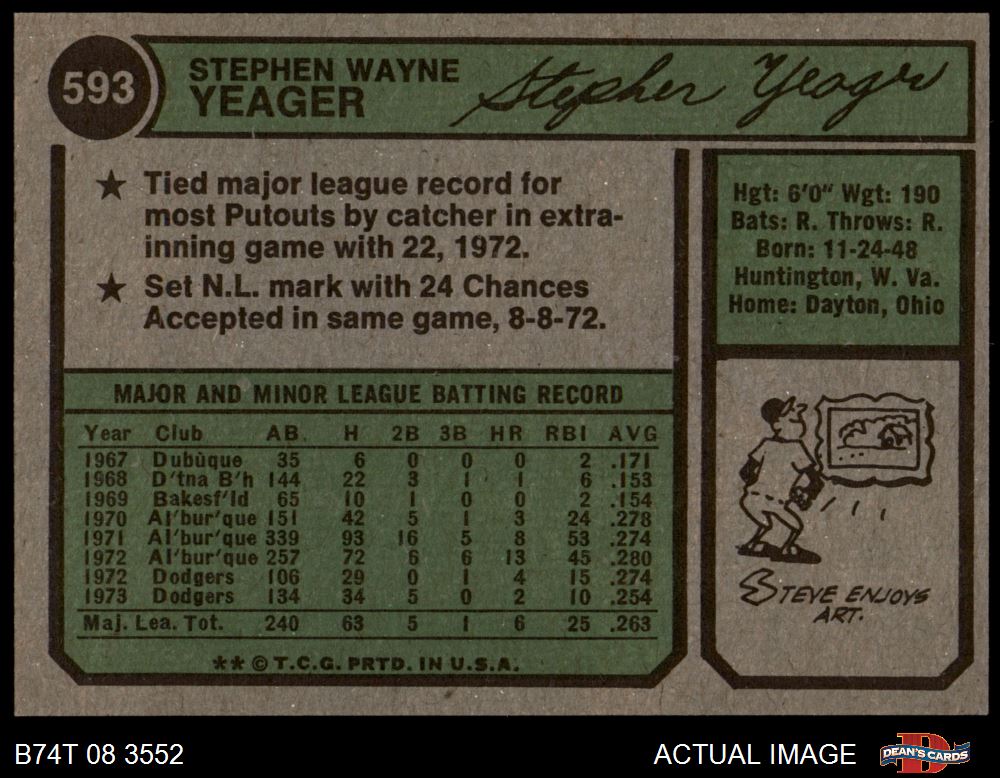 593
STEPHEN WAYNE
YEAGER
Stephen Yeager
★ Tied major league record for
most Putouts by catcher in extra-
inning game with 22, 1972.
★ Set N.L. mark with 24 Chances
Accepted in same game, 8-8-72.
Hgt: 6'0" Wgt: 190
Bats: R. Throws: R.
Born: 11-24-48
Huntington, W. Va.
Home: Dayton, Ohio
MAJOR AND MINOR LEAGUE BATTING RECORD
Year Club AB. H 2B 3B HR RBI AVG
1967 Dubuque 35 6 0 0 0 2 .171
1968 D'tna B'h 144 22 3 1 1 6 .153
1969 Bakesf'ld 65 10 1 0 0 2 .154
1970 Al'bur'que 151 42 5 1 3 24 .278
1971 Al'bur'que 339 93 16 5 8 53 .274
1972 Al'bur'que 257 72 6 6 13 45 .280
1972 Dodgers 106 29 0 1 4 15 .274
1973 Dodgers 134 34 5 0 2 10 .254
Maj. Lea. Tot. 240 63 5 1 6 25 .263
** © T.C.G. PRTD. IN U.S.A.
STEVE ENJOYS
ART.
B74T 08 3552
ACTUAL IMAGE
DEAN'S CARDS